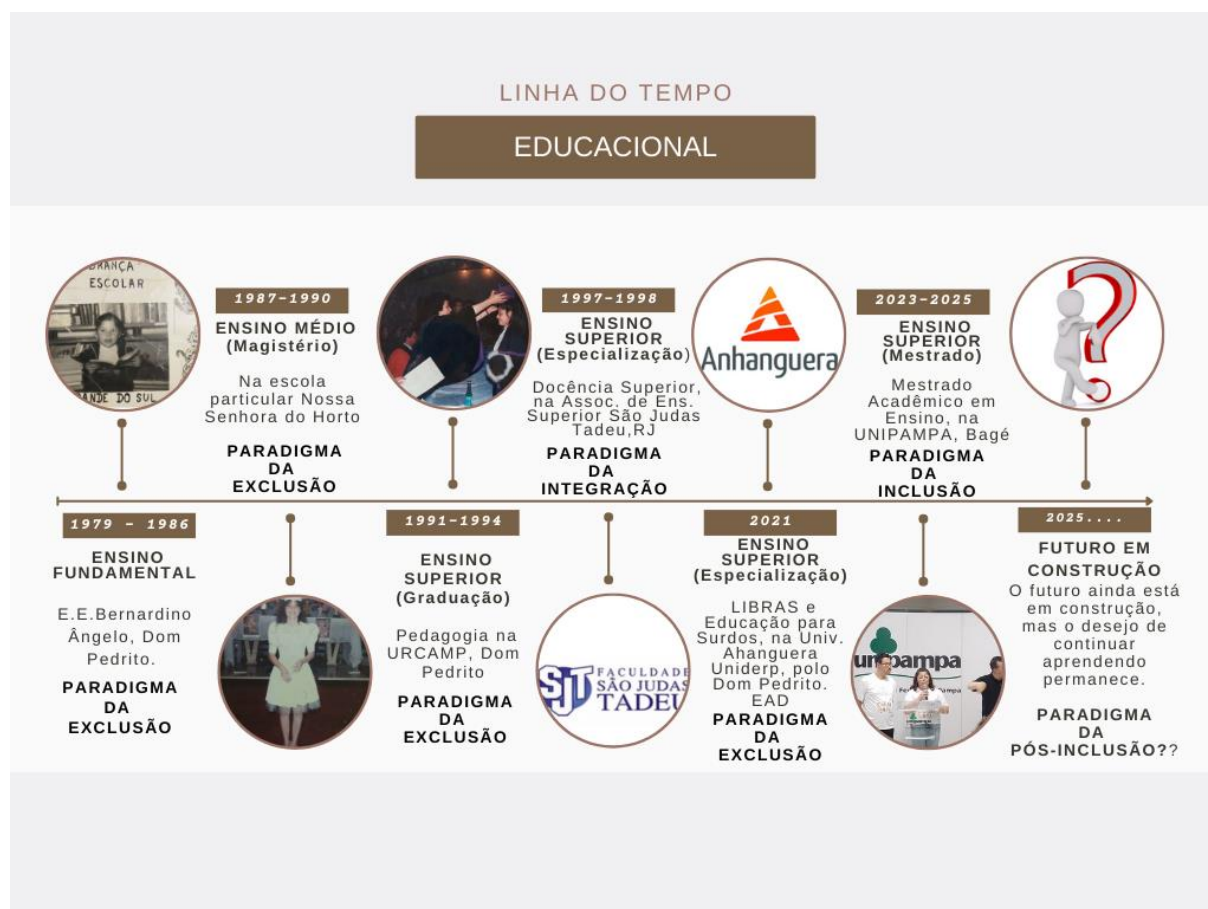 LINHA DO TEMPO
EDUCACIONAL
ESCOLAR
1979 - 1986
ENSINO
FUNDAMENTAL
E.E.Bernardino
Ângelo, Dom
Pedrito.
PARADIGMA
DA
EXCLUSÃO
1987-1990
ENSINO MÉDIO
(Magistério)
Na escola
particular Nossa
Senhora do Horto
PARADIGMA
DA
EXCLUSÃO
1991-1994
ENSINO
SUPERIOR
(Graduação)
Pedagogia na
URCAMP, Dom
Pedrito
PARADIGMA
DA
EXCLUSÃO
1997-1998
ENSINO
SUPERIOR
(Especialização)
Docência Superior,
na Assoc. de Ens.
Superior São Judas
Tadeu,RJ
PARADIGMA
DA
INTEGRAÇÃO
SJT
FACULDADE
SÃO JUDAS
TADEU
Anhanguera
2021
ENSINO
SUPERIOR
(Especialização)
LIBRAS e
Educação para
Surdos, na Univ.
Ahanguera
Uniderp, polo
Dom Pedrito.
EAD
PARADIGMA
DA
EXCLUSÃO
2023-2025
ENSINO
SUPERIOR
(Mestrado)
Mestrado
Acadêmico em
Ensino, na
UNIPAMPA, Bagé
PARADIGMA
DA
INCLUSÃO
unipampa
2025....
FUTURO EM
CONSTRUÇÃO
O futuro ainda está
em construção,
mas o desejo de
continuar
aprendendo
permanece.
PARADIGMA
DA
PÓS-INCLUSÃO??